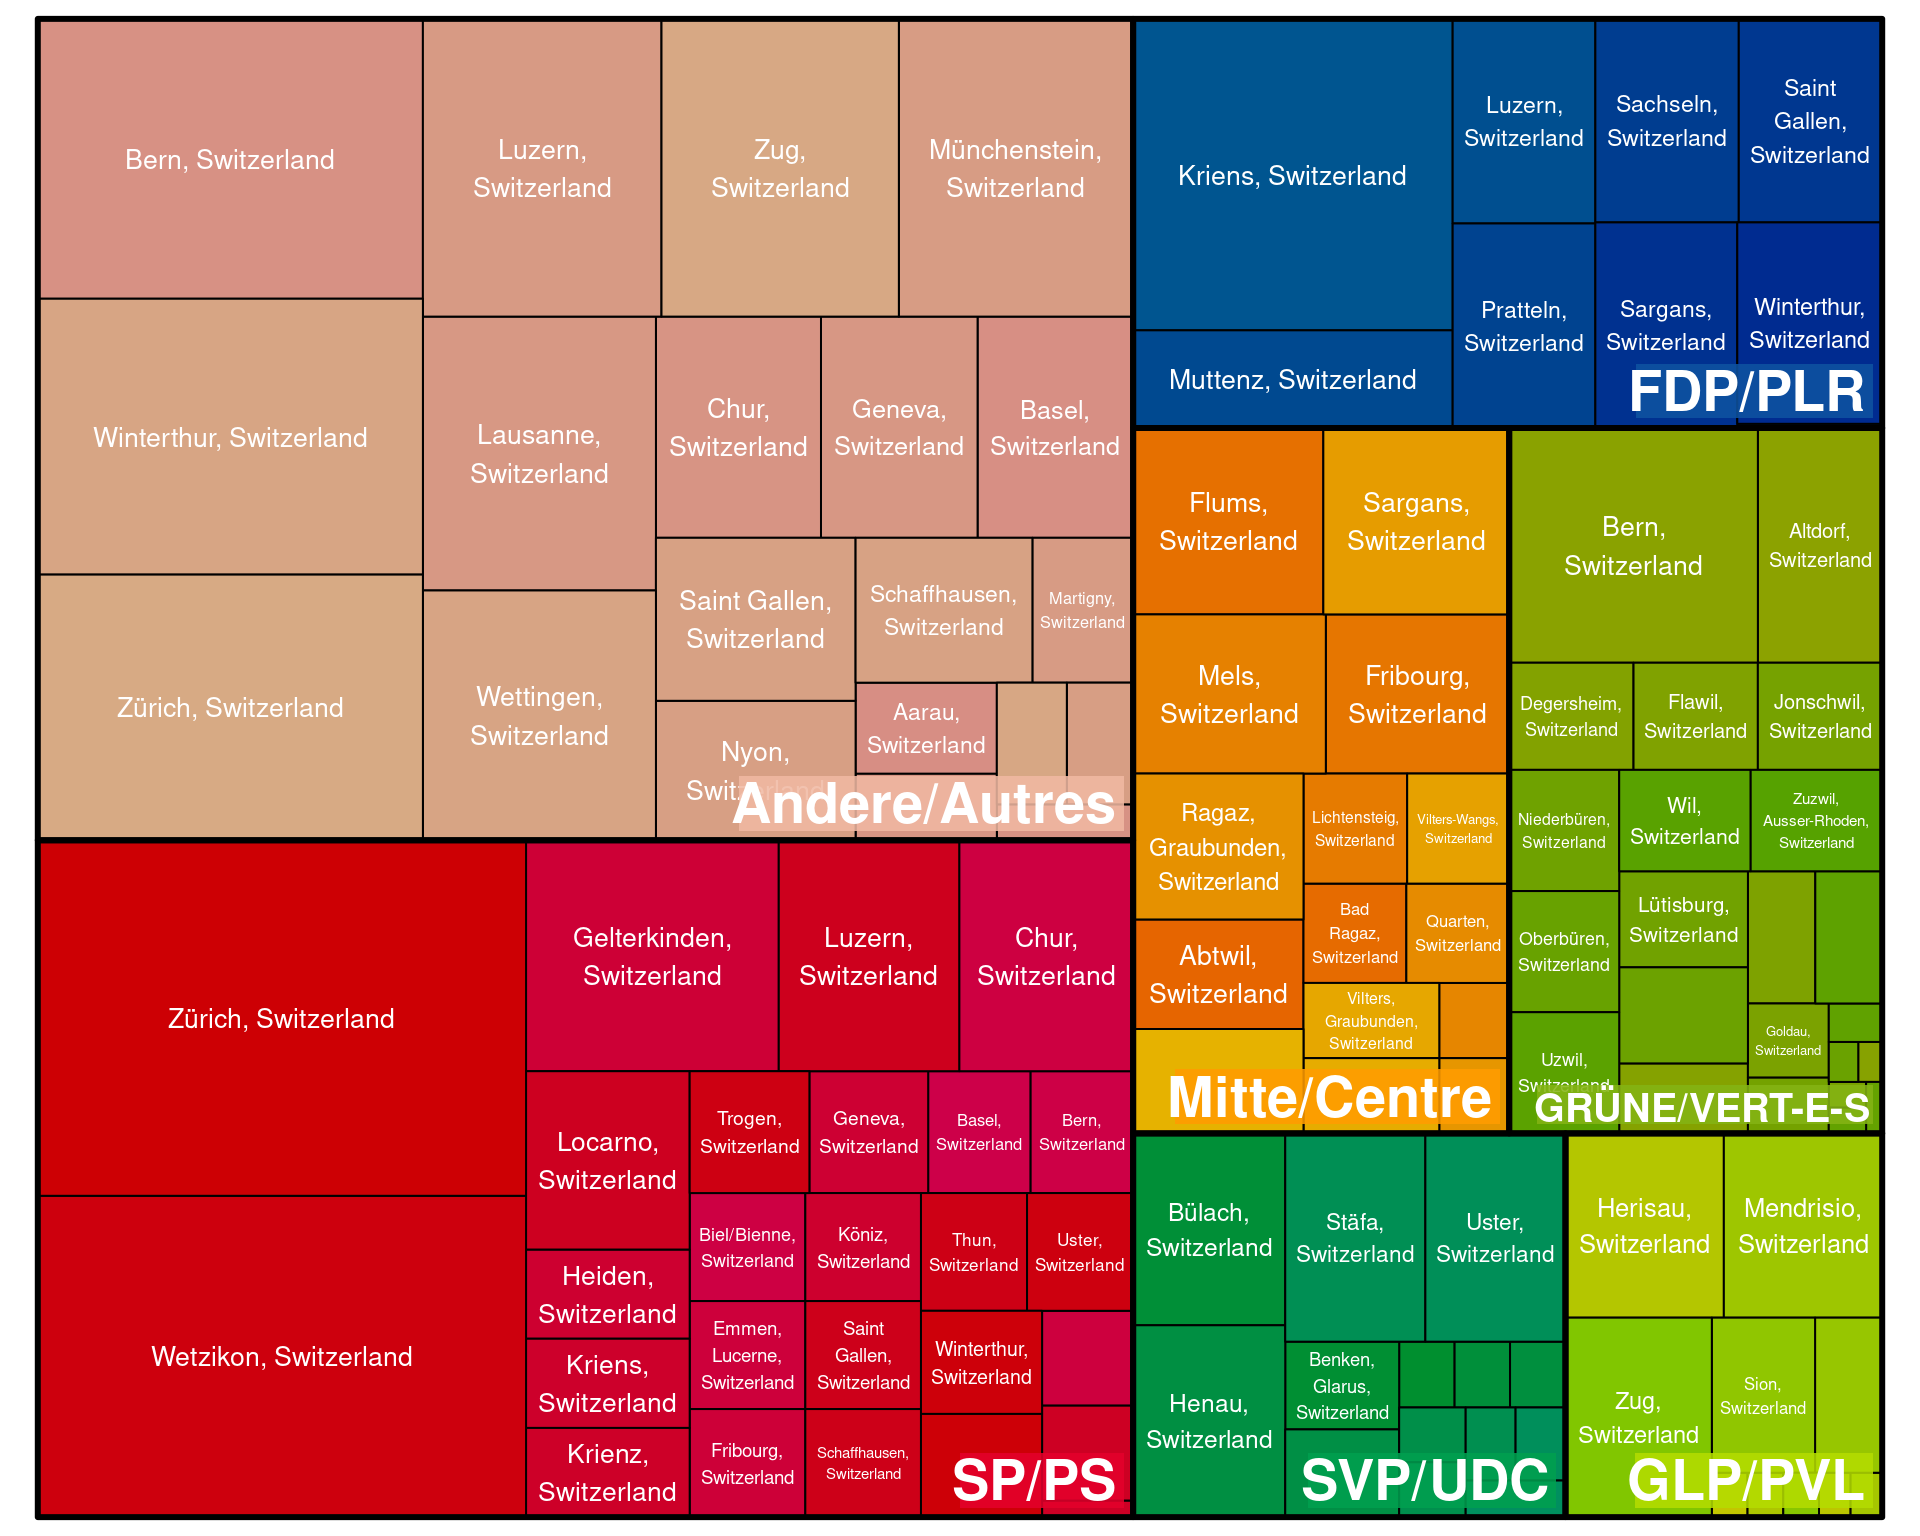 Bern, Switzerland
Luzern,
Switzerland
Zug,
Switzerland
Münchenstein,
Switzerland
Winterthur, Switzerland
Zürich, Switzerland
Lausanne,
Switzerland
Wettingen,
Switzerland
Chur,
Switzerland
Geneva,
Switzerland
Basel,
Switzerland
Saint Gallen,
Switzerland
Schaffhausen,
Switzerland
Martigny,
Switzerland
Aarau,
Switzerland
Nyon,
Switzerland
Andere/Autres
Kriens, Switzerland
Luzern,
Switzerland
Sachseln,
Switzerland
Saint
Gallen,
Switzerland
Muttenz, Switzerland
Pratteln,
Switzerland
Sargans,
Switzerland
Winterthur,
Switzerland
FDP/PLR
Flums,
Switzerland
Sargans,
Switzerland
Mels,
Switzerland
Fribourg,
Switzerland
Ragaz,
Graubunden,
Switzerland
Lichtensteig,
Switzerland
Vilters-Wangs,
Switzerland
Abtwil,
Switzerland
Bad
Ragaz,
Switzerland
Quarten,
Switzerland
Vilters,
Graubunden,
Switzerland
Mitte/Centre
Bern,
Switzerland
Altdorf,
Switzerland
Degersheim,
Switzerland
Flawil,
Switzerland
Jonschwil,
Switzerland
Niederbüren,
Switzerland
Wil,
Switzerland
Zuzwil,
Ausser-Rhoden,
Switzerland
Oberbüren,
Switzerland
Lütisburg,
Switzerland
Goldau,
Switzerland
Uzwil,
Switzerland
GRÜNE/VERT-E-S
Zürich, Switzerland
Wetzikon, Switzerland
Gelterkinden,
Switzerland
Luzern,
Switzerland
Chur,
Switzerland
Locarno,
Switzerland
Trogen,
Switzerland
Geneva,
Switzerland
Basel,
Switzerland
Bern,
Switzerland
Heiden,
Switzerland
Kriens,
Switzerland
Krienz,
Switzerland
Biel/Bienne,
Switzerland
Köniz,
Switzerland
Thun,
Switzerland
Uster,
Switzerland
Emmen,
Lucerne,
Switzerland
Saint
Gallen,
Switzerland
Winterthur,
Switzerland
Fribourg,
Switzerland
Schaffhausen,
Switzerland
SP/PS
Bülach,
Switzerland
Stäfa,
Switzerland
Uster,
Switzerland
Henau,
Switzerland
Benken,
Glarus,
Switzerland
SVP/UDC
Herisau,
Switzerland
Mendrisio,
Switzerland
Zug,
Switzerland
Sion,
Switzerland
GLP/PVL